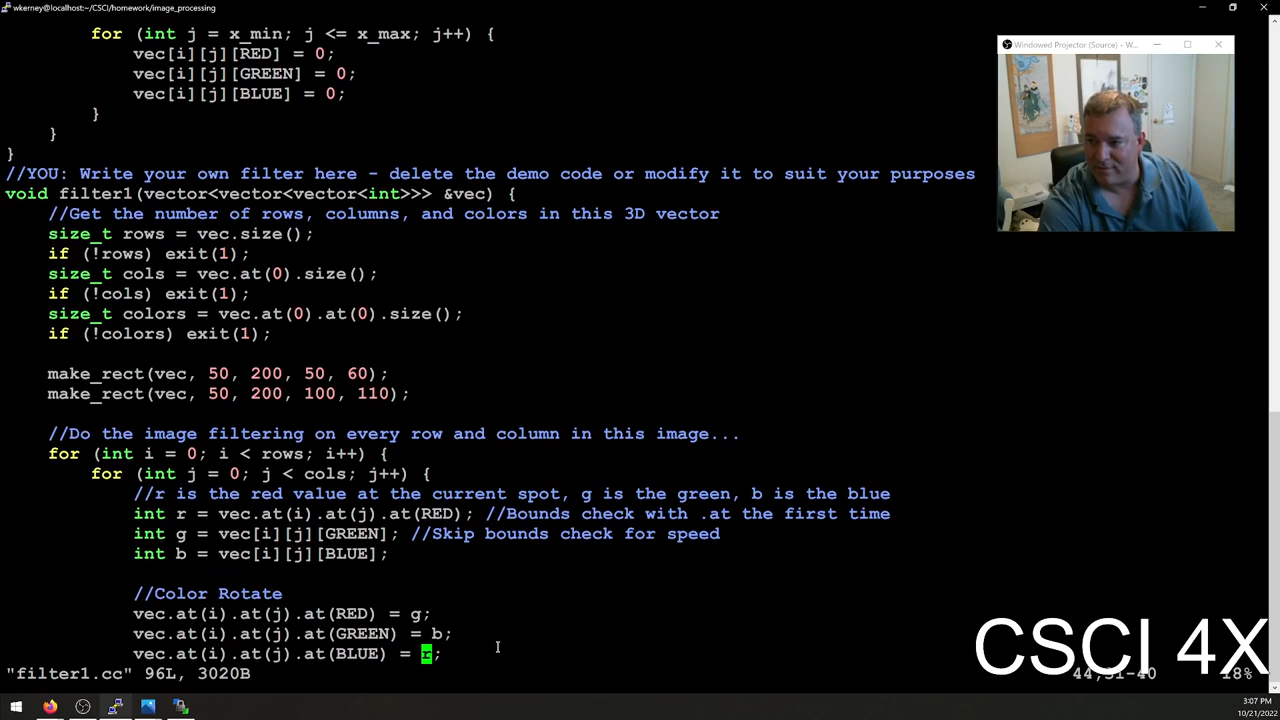 wkerney@localhost:~/CSCI/homework/image_processing
for (int j = x_min; j <= x_max; j++) {
vec[i][j][RED] = 0;
vec[i][j][GREEN] = 0;
vec[i][j][BLUE] = 0;
}
}
}
//YOU: Write your own filter here - delete the demo code or modify it to suit your purposes
void filter1(vector<vector<vector<int>>> &vec) {
//Get the number of rows, columns, and colors in this 3D vector
size_t rows = vec.size();
if (!rows) exit(1);
size_t cols = vec.at(0).size();
if (!cols) exit(1);
size_t colors = vec.at(0).at(0).size();
if (!colors) exit(1);
make_rect(vec, 50, 200, 50, 60);
make_rect(vec, 50, 200, 100, 110);
//Do the image filtering on every row and column in this image...
for (int i = 0; i < rows; i++) {
for (int j = 0; j < cols; j++) {
//r is the red value at the current spot, g is the green, b is the blue
int r = vec.at(i).at(j).at(RED); //Bounds check with .at the first time
int g = vec[i][j][GREEN]; //Skip bounds check for speed
int b = vec[i][j][BLUE];
//Color Rotate
vec.at(i).at(j).at(RED) = g;
vec.at(i).at(j).at(GREEN) = b;
vec.at(i).at(j).at(BLUE) = r;
"filter1.cc" 96L, 3020B
44,31-40 18%
Windowed Projector (Source) - W...
CSCI 4X
3:07 PM
10/21/2022